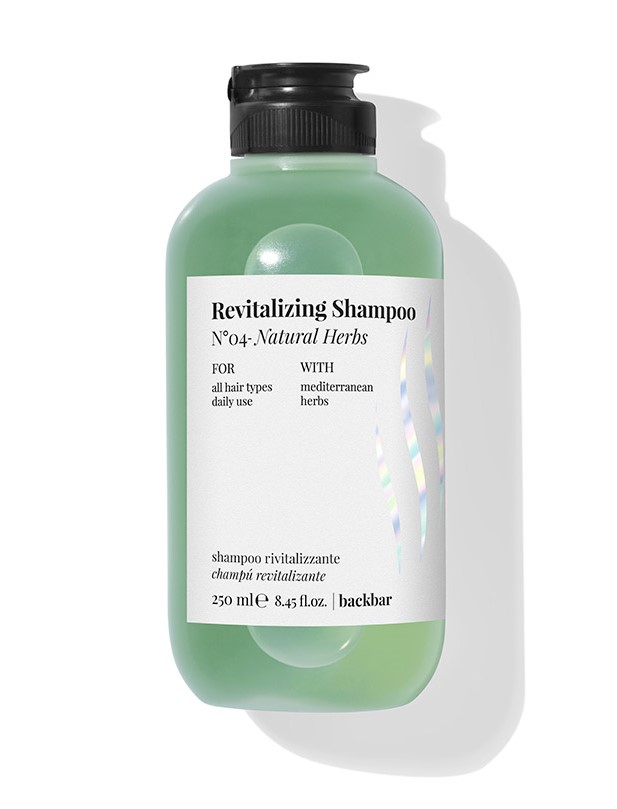 Revitalizing Shampoo
N°04- Natural Herbs
FOR WITH
all hair types mediterranean
daily use herbs
shampoo rivitalizzante
champú revitalizante
250 ml℮ 8.45 fl.oz. | backbar